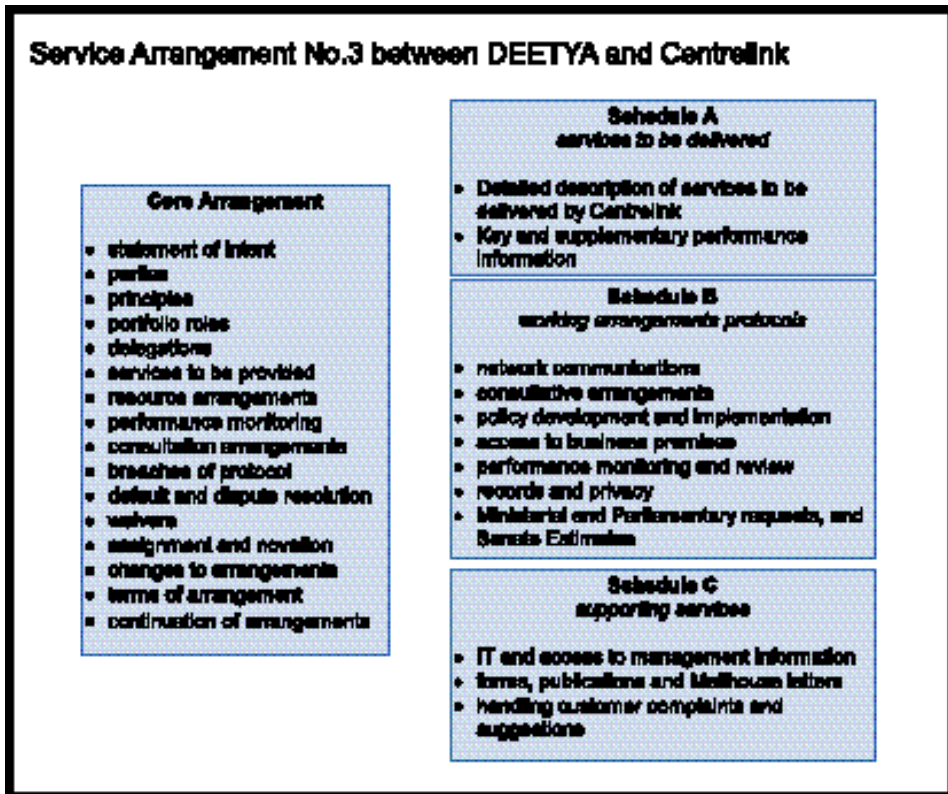 Service Arrangement No.3 between DEETYA and Centrelink
Core Arrangement
• statement of intent
• parties
• principles
• portfolio roles
• delegations
• services to be provided
• resource arrangements
• performance monitoring
• consultation arrangements
• breaches of protocol
• default and dispute resolution
• waivers
• assignment and novation
• changes to arrangements
• terms of arrangement
• continuation of arrangements
Schedule A
services to be delivered
• Detailed description of services to be
delivered by Centrelink
• Key and supplementary performance
information
Schedule B
working arrangements protocols
• network communications
• consultative arrangements
• policy development and implementation
• access to business premises
• performance monitoring and review
• records and privacy
• Ministerial and Parliamentary requests, and
Senate Estimates
Schedule C
supporting services
• IT and access to management information
• forms, publications and Mailhouse letters
• handling customer complaints and
suggestions